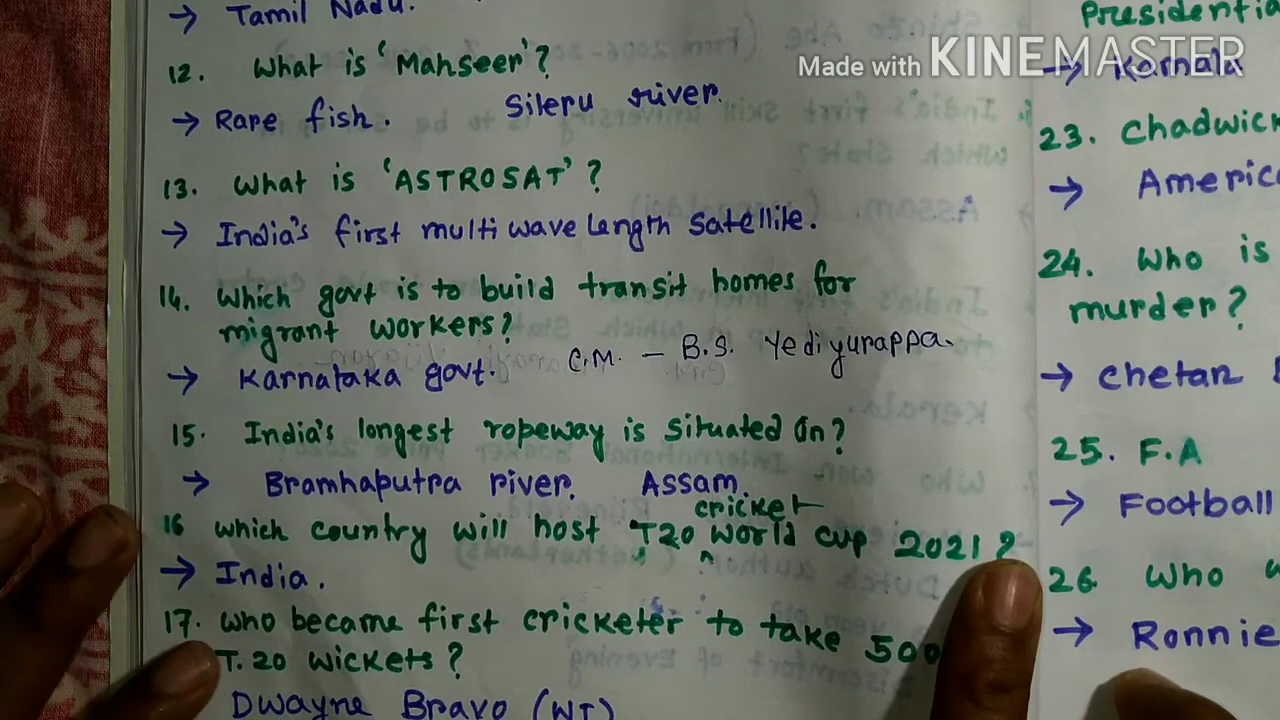 → Tamil Nadu.
12. What is 'Mahseer'?
→ Rare fish. Sileru river.
13. What is 'ASTROSAT'?
→ India's first multi wave length Satellite.
14. Which govt is to build transit homes for
migrant workers?
→ Karnataka govt. C.M. - B.S. Yediyurappa.
15. India's longest ropeway is situated on?
→ Bramhaputra river. Assam.
cricket
16 which country will host T20 ^ world cup 2021?
→ India.
17. Who became first cricketer to take 500
T.20 wickets?
Dwayne Bravo (WI)
Presidentia
→ Karnala
23. Chadwick
→ America
24. Who is
murder?
→ Chetan
25. F.A
→ Football
26 Who
→ Ronnie
Made with KINEMASTER